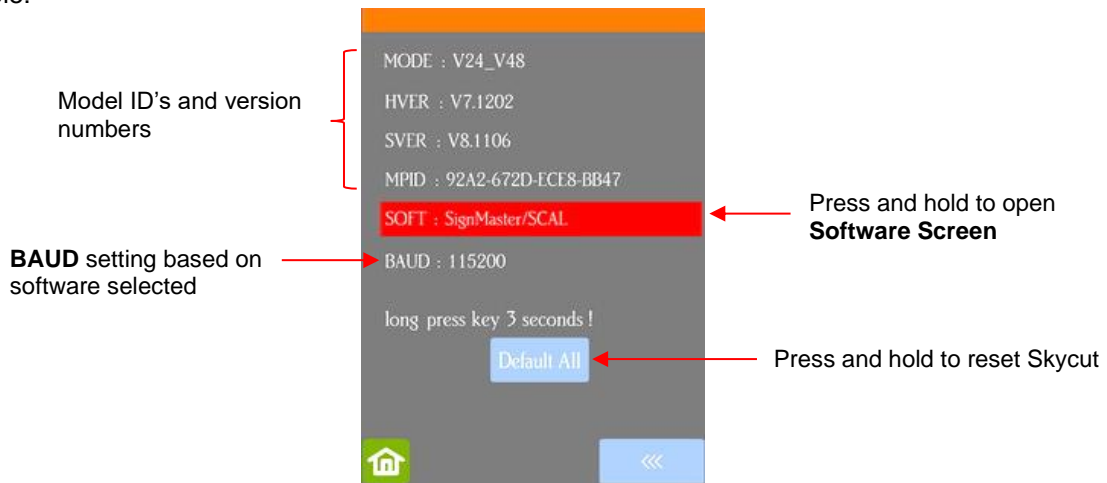 MODE : V24_V48
Model ID's and version
numbers
HVER : V7.1202
SVER : V8.1106
MPID : 92A2-672D-ECE8-BB47
SOFT : SignMaster/SCAL
Press and hold to open
Software Screen
BAUD setting based on
software selected
BAUD : 115200
long press key 3 seconds !
Default All
Press and hold to reset Skycut
<<<